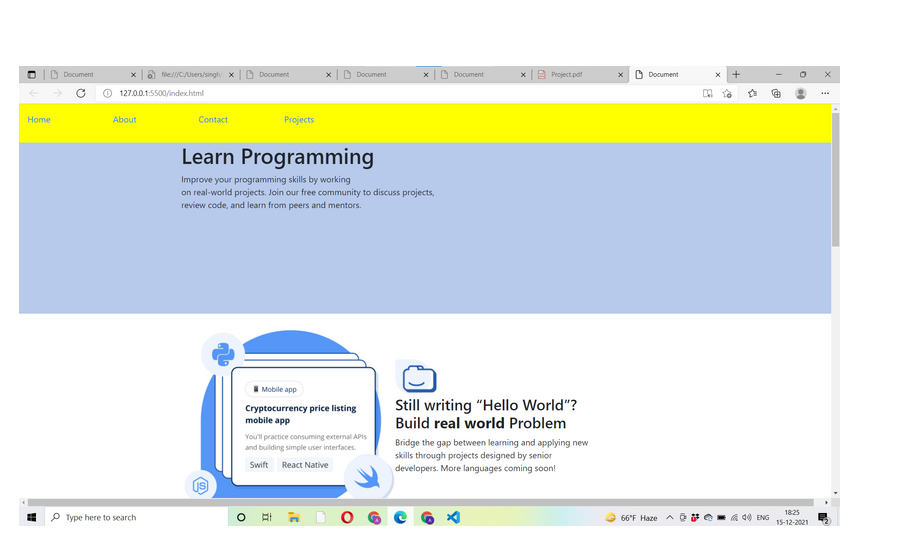 Document
file:///C:/Users/singh/
Document
Document
Document
Project.pdf
Document
127.0.0.1:5500/index.html
Home
About
Contact
Projects
Learn Programming
Improve your programming skills by working
on real-world projects. Join our free community to discuss projects,
review code, and learn from peers and mentors.
Mobile app
Cryptocurrency price listing
mobile app
You'll practice consuming external APIs
and building simple user interfaces.
Swift
React Native
JS
Still writing “Hello World”?
Build real world Problem
Bridge the gap between learning and applying new
skills through projects designed by senior
developers. More languages coming soon!
Type here to search
66°F Haze
ENG
18:25
15-12-2021
2